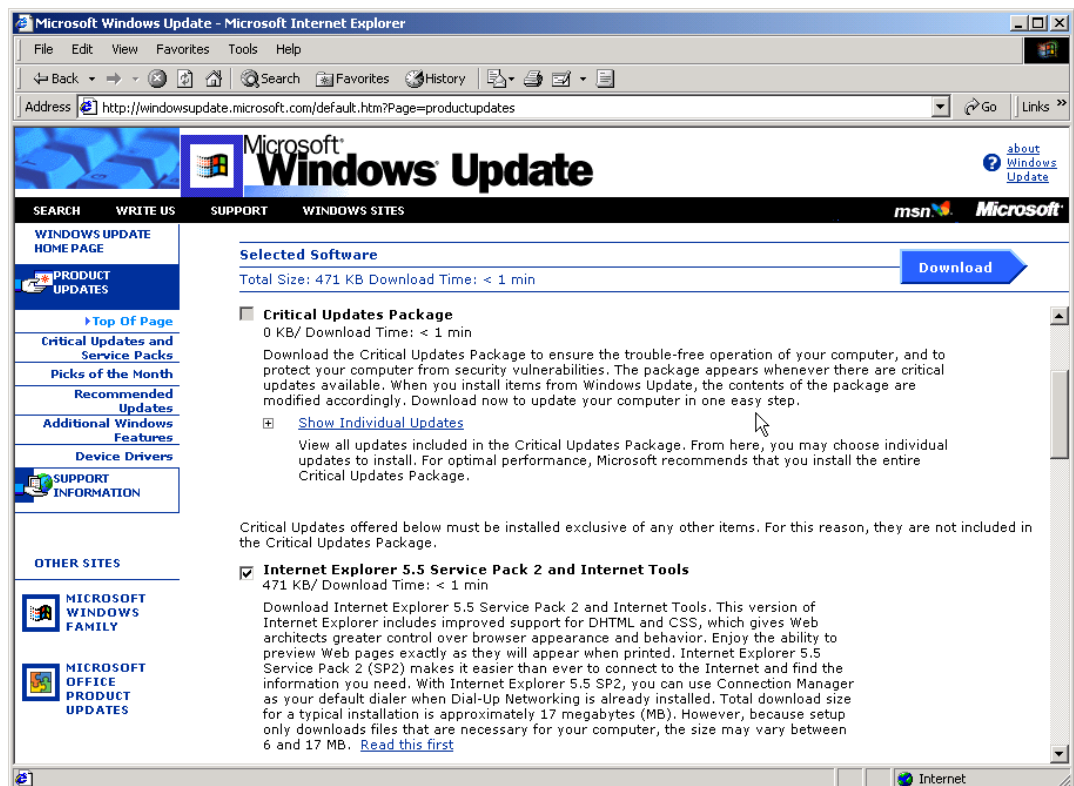 Microsoft Windows Update - Microsoft Internet Explorer
File Edit View Favorites Tools Help
Back Search Favorites History
Address http://windowsupdate.microsoft.com/default.htm?Page=productupdates Go Links »
Microsoft
Windows Update
about
Windows
Update
SEARCH WRITE US SUPPORT WINDOWS SITES msn Microsoft
WINDOWS UPDATE
HOME PAGE
PRODUCT
UPDATES
Top Of Page
Critical Updates and
Service Packs
Picks of the Month
Recommended
Updates
Additional Windows
Features
Device Drivers
SUPPORT
INFORMATION
OTHER SITES
MICROSOFT
WINDOWS
FAMILY
MICROSOFT
OFFICE
PRODUCT
UPDATES
Selected Software
Total Size: 471 KB Download Time: < 1 min
Download
Critical Updates Package
0 KB/ Download Time: < 1 min
Download the Critical Updates Package to ensure the trouble-free operation of your computer, and to
protect your computer from security vulnerabilities. The package appears whenever there are critical
updates available. When you install items from Windows Update, the contents of the package are
modified accordingly. Download now to update your computer in one easy step.
Show Individual Updates
View all updates included in the Critical Updates Package. From here, you may choose individual
updates to install. For optimal performance, Microsoft recommends that you install the entire
Critical Updates Package.
Critical Updates offered below must be installed exclusive of any other items. For this reason, they are not included in
the Critical Updates Package.
Internet Explorer 5.5 Service Pack 2 and Internet Tools
471 KB/ Download Time: < 1 min
Download Internet Explorer 5.5 Service Pack 2 and Internet Tools. This version of
Internet Explorer includes improved support for DHTML and CSS, which gives Web
architects greater control over browser appearance and behavior. Enjoy the ability to
preview Web pages exactly as they will appear when printed. Internet Explorer 5.5
Service Pack 2 (SP2) makes it easier than ever to connect to the Internet and find the
information you need. With Internet Explorer 5.5 SP2, you can use Connection Manager
as your default dialer when Dial-Up Networking is already installed. Total download size
for a typical installation is approximately 17 megabytes (MB). However, because setup
only downloads files that are necessary for your computer, the size may vary between
6 and 17 MB. Read this first
Internet